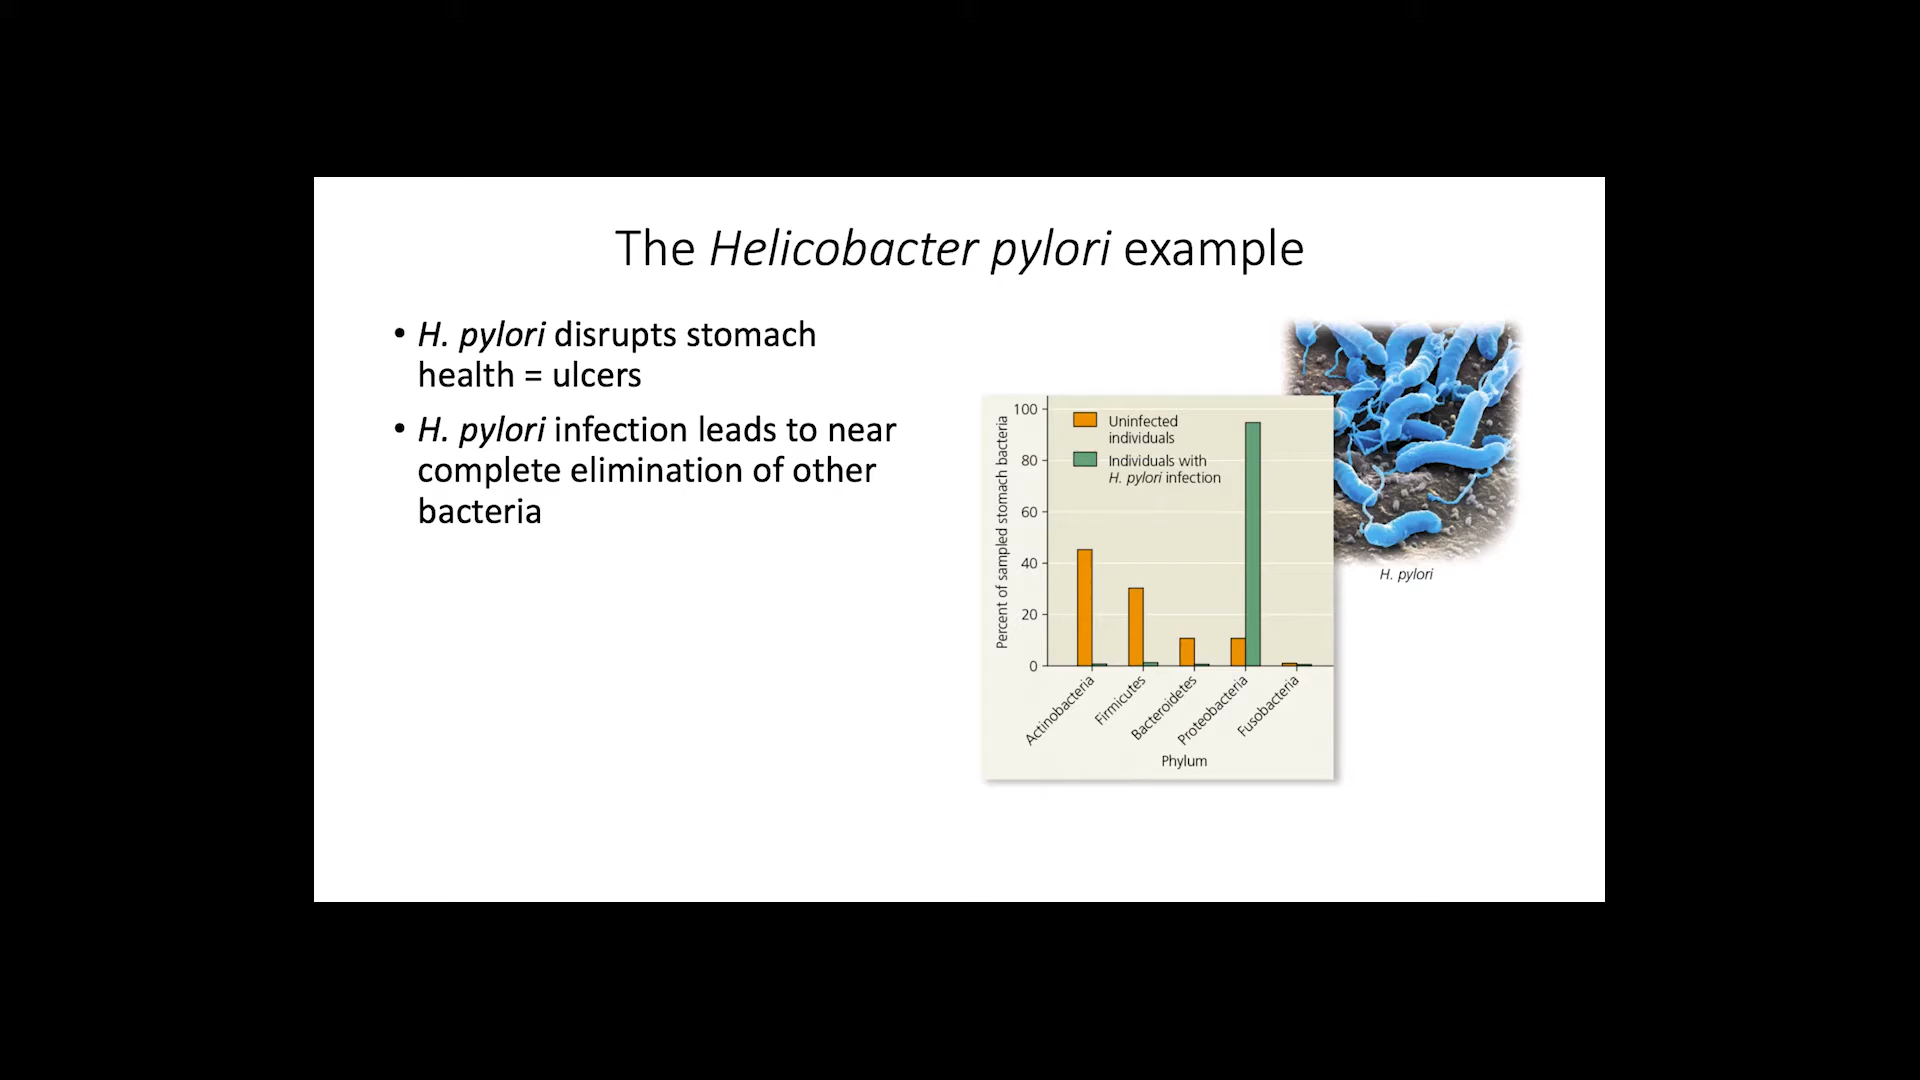 The Helicobacter pylori example
• H. pylori disrupts stomach
health = ulcers
• H. pylori infection leads to near
complete elimination of other
bacteria
Percent of sampled stomach bacteria
100
80
60
40
20
0
Uninfected
individuals
Individuals with
H. pylori infection
Actinobacteria
Firmicutes
Bacteroidetes
Proteobacteria
Fusobacteria
Phylum
H. pylori